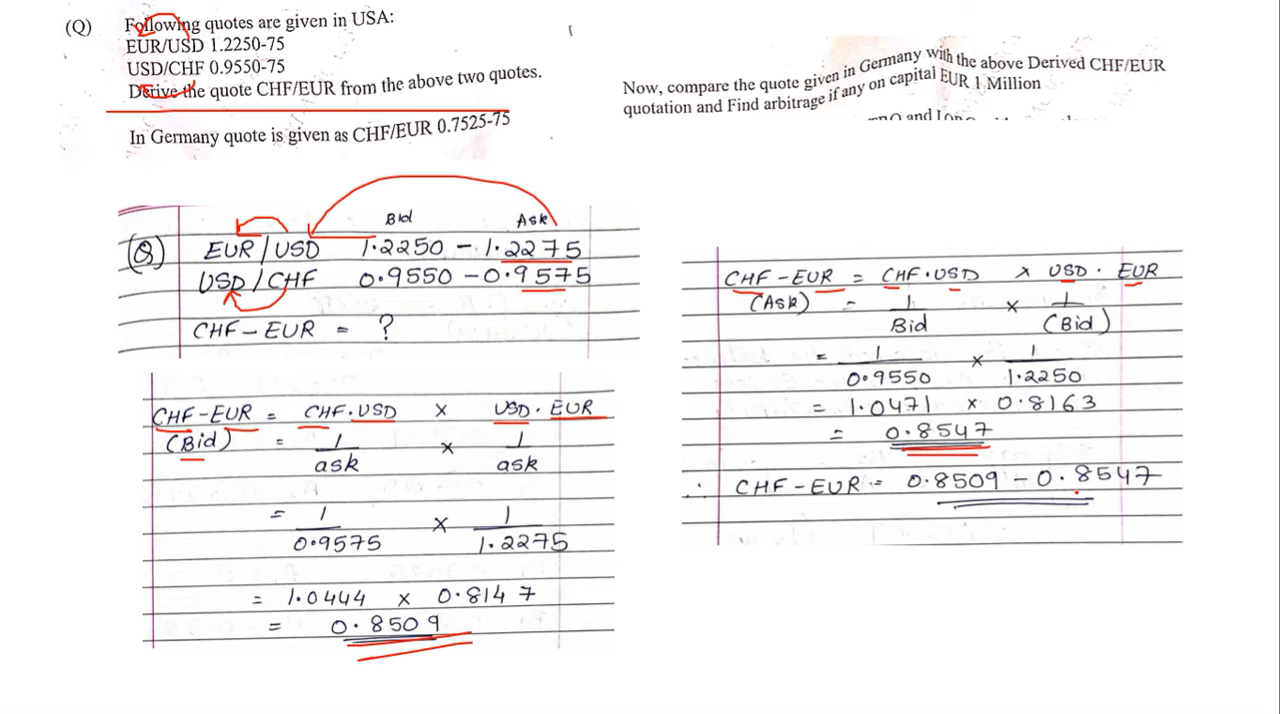 (Q) Following quotes are given in USA:
EUR/USD 1.2250-75
USD/CHF 0.9550-75
Derive the quote CHF/EUR from the above two quotes.
In Germany quote is given as CHF/EUR 0.7525-75
Now, compare the quote given in Germany with the above Derived CHF/EUR
quotation and Find arbitrage if any on capital EUR 1 Million
Bid Ask
(Q) EUR/USD 1.2250 - 1.2275
USD/CHF 0.9550 - 0.9575
CHF - EUR = ?
CHF-EUR = CHF.USD × USD.EUR
(Bid) = 1/ask × 1/ask
= 1/0.9575 × 1/1.2275
= 1.0444 × 0.8147
= 0.8509
CHF-EUR = CHF.USD × USD.EUR
(Ask) = 1/Bid × 1/(Bid)
= 1/0.9550 × 1/1.2250
= 1.0471 × 0.8163
= 0.8547
∴ CHF-EUR = 0.8509 - 0.8547